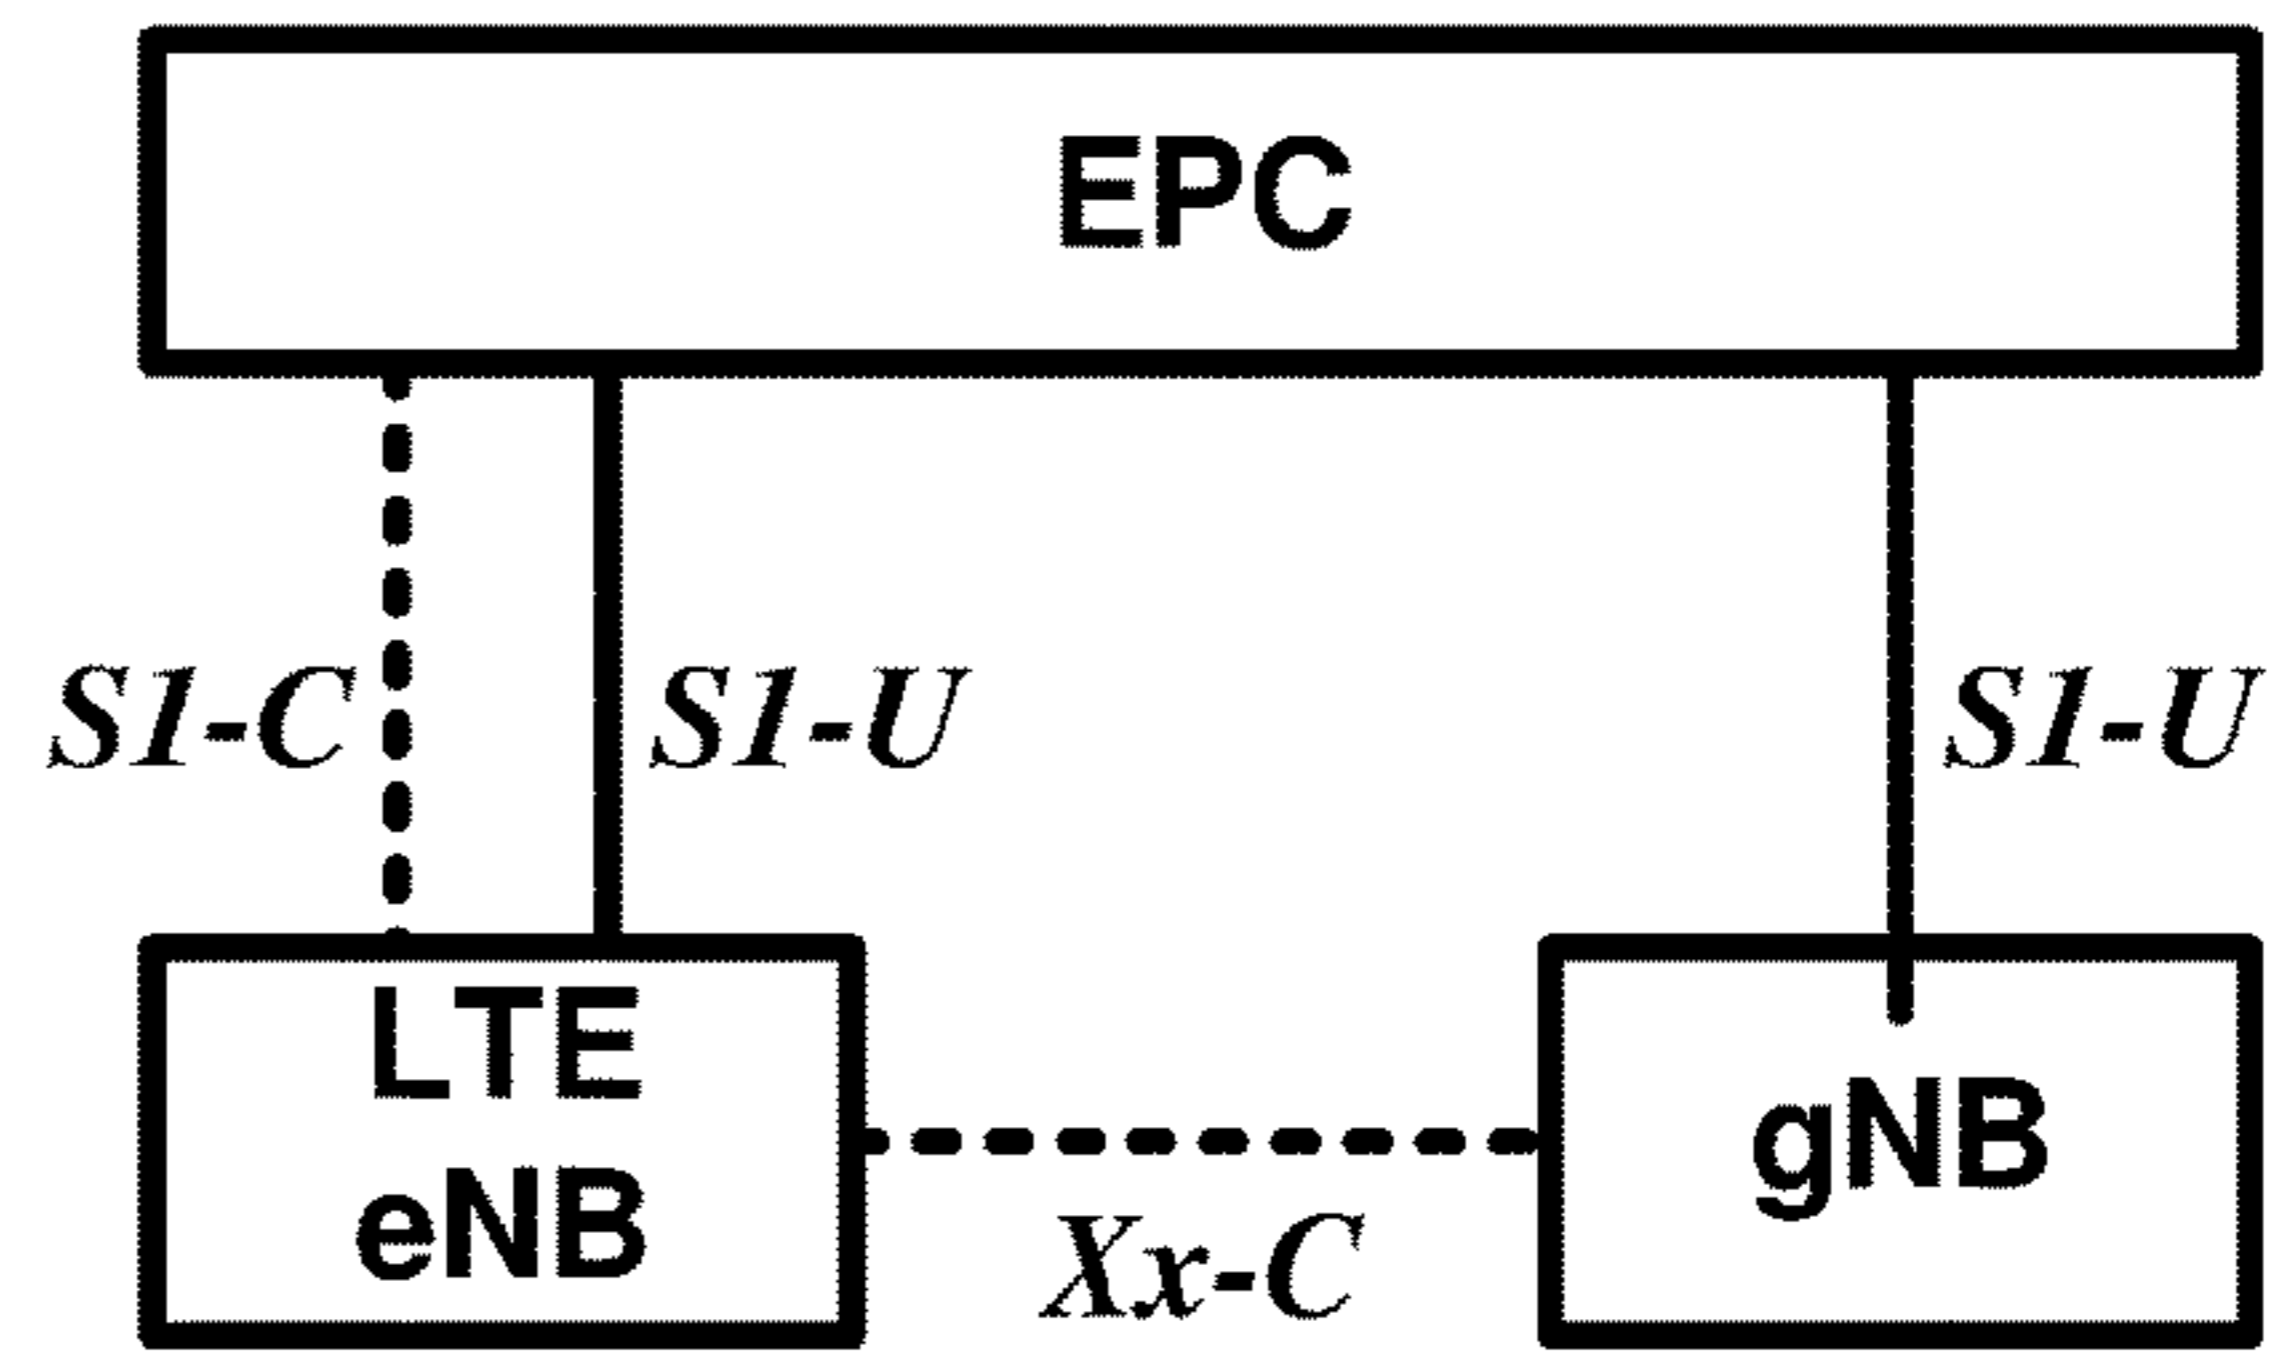 EPC
S1-C
S1-U
S1-U
LTE
eNB
gNB
Xx-C